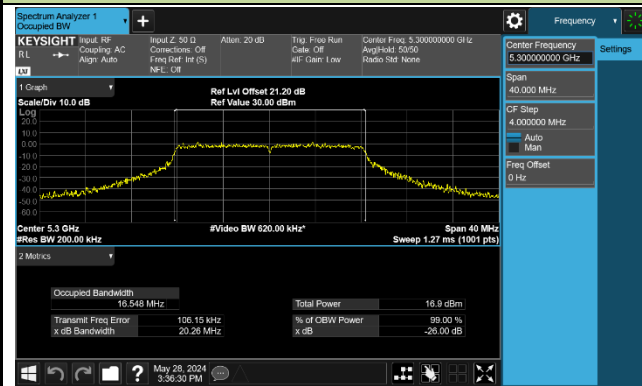 Spectrum Analyzer 1
Occupied BW
+
Frequency
KEYSIGHT
RL
LXI
Input: RF
Coupling: AC
Align: Auto
Input Z: 50 Ω
Corrections: Off
Freq Ref: Int (S)
NFE: Off
Atten: 20 dB
Trig: Free Run
Gate: Off
#IF Gain: Low
Center Freq: 5.300000000 GHz
Avg|Hold: 50/50
Radio Std: None
Center Frequency
5.300000000 GHz
Settings
Span
40.000 MHz
CF Step
4.000000 MHz
Auto
Man
Freq Offset
0 Hz
1 Graph
Scale/Div 10.0 dB
Ref Lvl Offset 21.20 dB
Ref Value 30.00 dBm
Log
20.0
10.0
0.00
-10.0
-20.0
-30.0
-40.0
-50.0
-60.0
Center 5.3 GHz
#Res BW 200.00 kHz
#Video BW 620.00 kHz*
Span 40 MHz
Sweep 1.27 ms (1001 pts)
2 Metrics
Occupied Bandwidth
16.548 MHz
Total Power 16.9 dBm
Transmit Freq Error 106.15 kHz
% of OBW Power 99.00 %
x dB Bandwidth 20.26 MHz
x dB -26.00 dB
?
May 28, 2024
3:36:30 PM